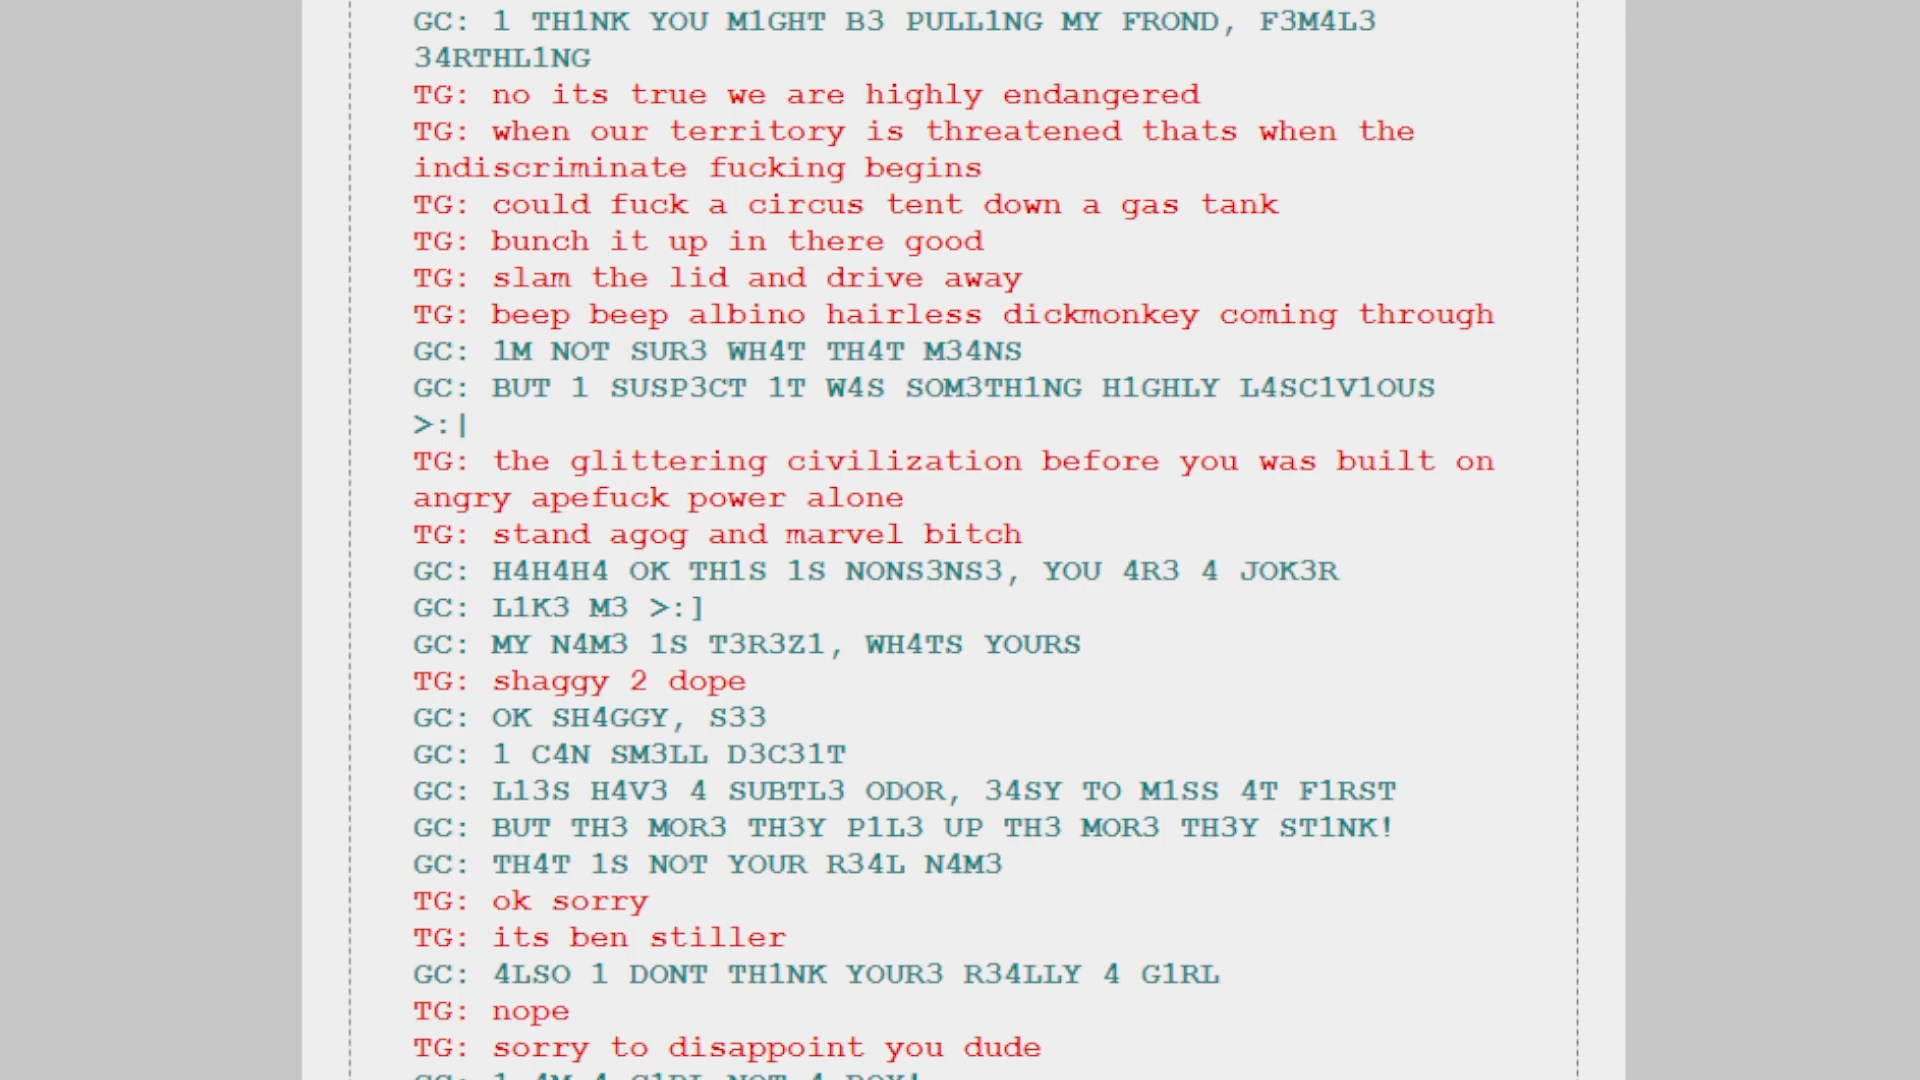 GC: 1 TH1NK YOU M1GHT B3 PULL1NG MY FROND, F3M4L3
34RTHL1NG
TG: no its true we are highly endangered
TG: when our territory is threatened thats when the
indiscriminate fucking begins
TG: could fuck a circus tent down a gas tank
TG: bunch it up in there good
TG: slam the lid and drive away
TG: beep beep albino hairless dickmonkey coming through
GC: 1M NOT SUR3 WH4T TH4T M34NS
GC: BUT 1 SUSP3CT 1T W4S SOM3TH1NG H1GHLY L4SC1V1OUS
>:|
TG: the glittering civilization before you was built on
angry apefuck power alone
TG: stand agog and marvel bitch
GC: H4H4H4 OK TH1S 1S NONS3NS3, YOU 4R3 4 JOK3R
GC: L1K3 M3 >:]
GC: MY N4M3 1S T3R3Z1, WH4TS YOURS
TG: shaggy 2 dope
GC: OK SH4GGY, S33
GC: 1 C4N SM3LL D3C31T
GC: L13S H4V3 4 SUBTL3 ODOR, 34SY TO M1SS 4T F1RST
GC: BUT TH3 MOR3 TH3Y P1L3 UP TH3 MOR3 TH3Y ST1NK!
GC: TH4T 1S NOT YOUR R34L N4M3
TG: ok sorry
TG: its ben stiller
GC: 4LSO 1 DONT TH1NK YOUR3 R34LLY 4 G1RL
TG: nope
TG: sorry to disappoint you dude
GC: 1 4M 4 G1RL NOT 4 BOY!